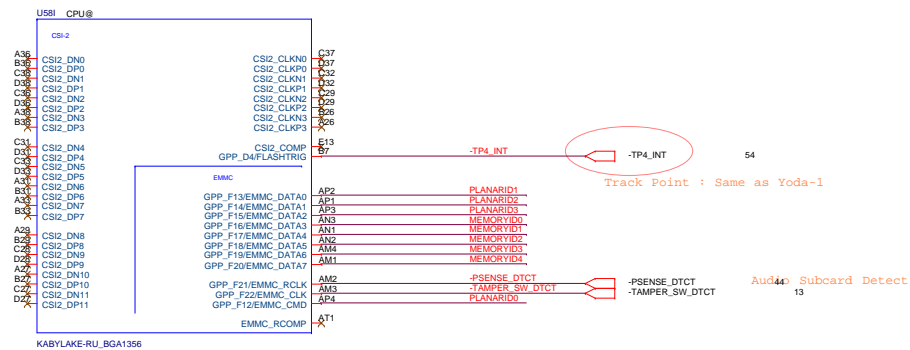 U58I CPU@
CSI-2
A36 CSI2_DN0 CSI2_CLKN0 C37
B36 CSI2_DP0 CSI2_CLKP0 D37
C38 CSI2_DN1 CSI2_CLKN1 C32
D38 CSI2_DP1 CSI2_CLKP1 D32
C36 CSI2_DN2 CSI2_CLKN2 C29
D36 CSI2_DP2 CSI2_CLKP2 D29
A38 CSI2_DN3 CSI2_CLKN3 B26
B38 CSI2_DP3 CSI2_CLKP3 A26
C31 CSI2_DN4 CSI2_COMP E13
D31 CSI2_DP4 GPP_D4/FLASHTRIG B7 -TP4_INT -TP4_INT 54
C33 CSI2_DN5
D33 CSI2_DP5 EMMC
Track Point : Same as Yoda-1
A31 CSI2_DN6
B31 CSI2_DP6 GPP_F13/EMMC_DATA0 AP2 PLANARID1
A33 CSI2_DN7 GPP_F14/EMMC_DATA1 AP1 PLANARID2
B33 CSI2_DP7 GPP_F15/EMMC_DATA2 AP3 PLANARID3
GPP_F16/EMMC_DATA3 AN3 MEMORYID0
A29 CSI2_DN8 GPP_F17/EMMC_DATA4 AN1 MEMORYID1
B29 CSI2_DP8 GPP_F18/EMMC_DATA5 AN2 MEMORYID2
C28 CSI2_DN9 GPP_F19/EMMC_DATA6 AM4 MEMORYID3
D28 CSI2_DP9 GPP_F20/EMMC_DATA7 AM1 MEMORYID4
A27 CSI2_DN10
B27 CSI2_DP10 GPP_F21/EMMC_RCLK AM2 -PSENSE_DTCT -PSENSE_DTCT 44 Audio Subcard Detect
C27 CSI2_DN11 GPP_F22/EMMC_CLK AM3 -TAMPER_SW_DTCT -TAMPER_SW_DTCT 13
D27 CSI2_DP11 GPP_F12/EMMC_CMD AP4 PLANARID0
EMMC_RCOMP AT1
KABYLAKE-RU_BGA1356